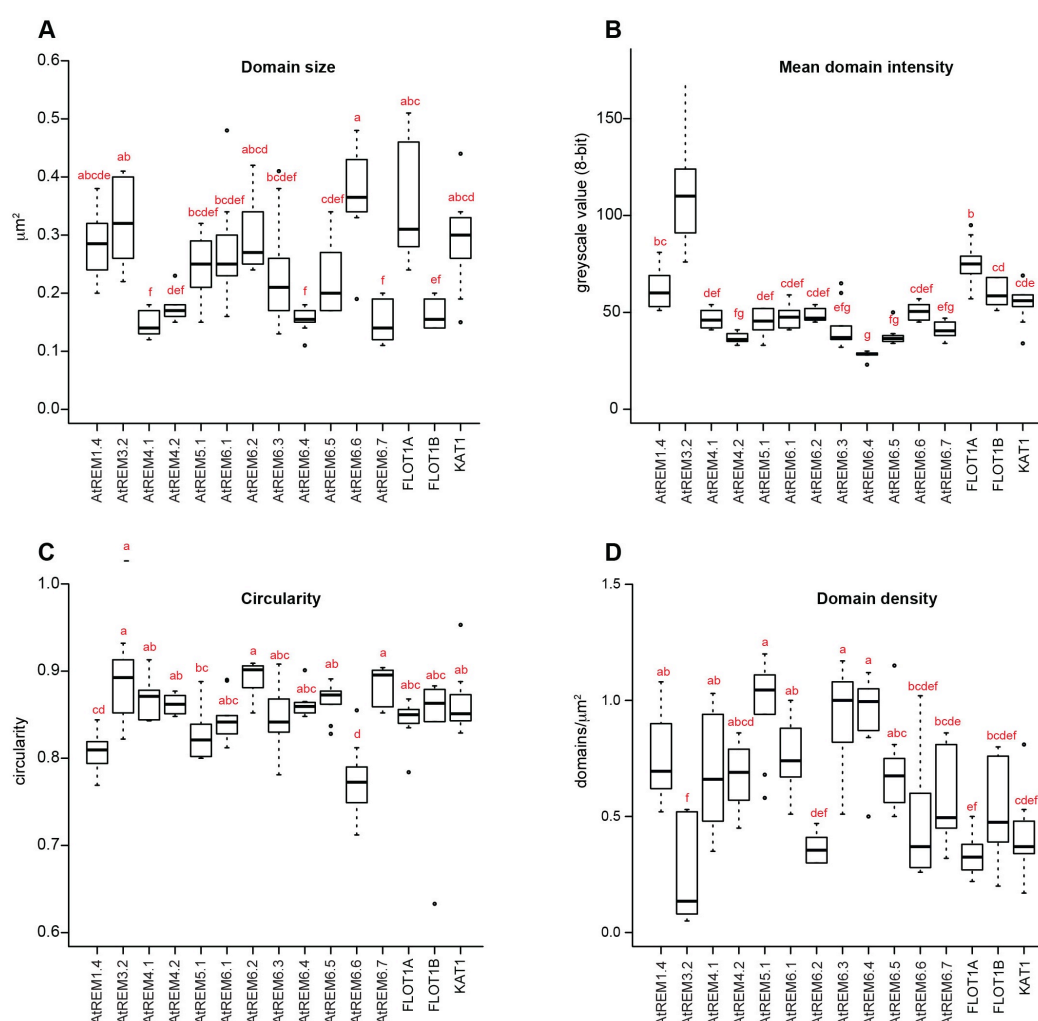 A
Domain size
µm²
0.6
0.5
0.4
0.3
0.2
0.1
0.0
abcde
ab
f
def
bcdef
bcdef
abcd
bcdef
f
cdef
a
f
abc
ef
abcd
AtREM1.4
AtREM3.2
AtREM4.1
AtREM4.2
AtREM5.1
AtREM6.1
AtREM6.2
AtREM6.3
AtREM6.4
AtREM6.5
AtREM6.6
AtREM6.7
FLOT1A
FLOT1B
KAT1
B
Mean domain intensity
greyscale value (8-bit)
150
100
50
0
bc
def
fg
def
cdef
cdef
efg
g
fg
cdef
efg
b
cd
cde
AtREM1.4
AtREM3.2
AtREM4.1
AtREM4.2
AtREM5.1
AtREM6.1
AtREM6.2
AtREM6.3
AtREM6.4
AtREM6.5
AtREM6.6
AtREM6.7
FLOT1A
FLOT1B
KAT1
C
a
Circularity
circularity
1.0
0.9
0.8
0.7
0.6
cd
a
ab
ab
bc
abc
a
abc
abc
ab
d
a
abc
abc
ab
AtREM1.4
AtREM3.2
AtREM4.1
AtREM4.2
AtREM5.1
AtREM6.1
AtREM6.2
AtREM6.3
AtREM6.4
AtREM6.5
AtREM6.6
AtREM6.7
FLOT1A
FLOT1B
KAT1
D
Domain density
domains/µm²
1.5
1.0
0.5
0.0
ab
f
ab
abcd
a
ab
def
a
a
abc
bcdef
bcde
ef
bcdef
cdef
AtREM1.4
AtREM3.2
AtREM4.1
AtREM4.2
AtREM5.1
AtREM6.1
AtREM6.2
AtREM6.3
AtREM6.4
AtREM6.5
AtREM6.6
AtREM6.7
FLOT1A
FLOT1B
KAT1